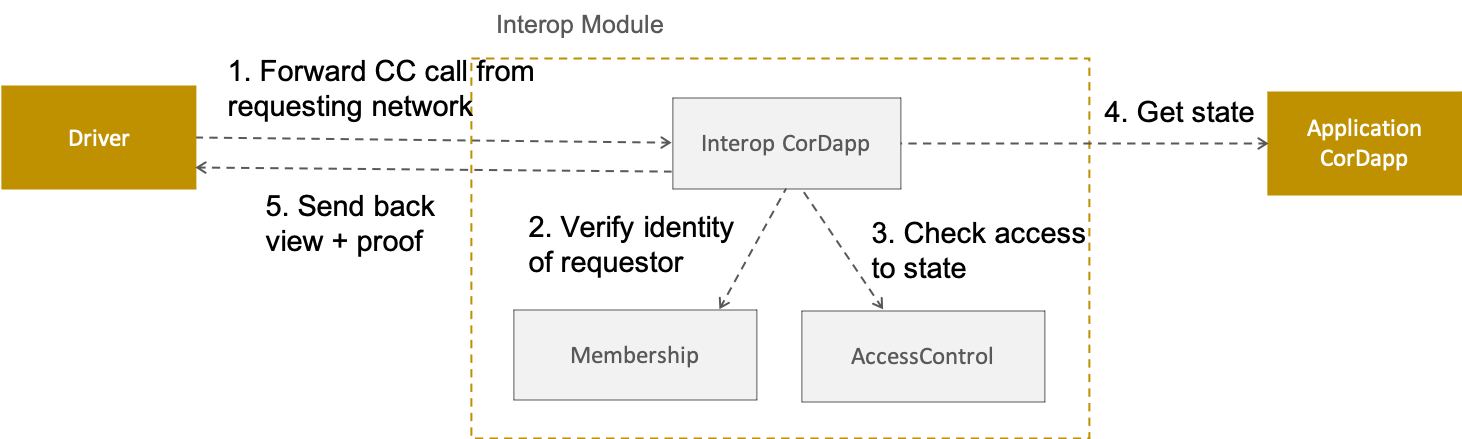 Interop Module
1. Forward CC call from
requesting network
Driver
Interop CorDapp
4. Get state
Application
CorDapp
5. Send back
view + proof
2. Verify identity
of requestor
3. Check access
to state
Membership
AccessControl